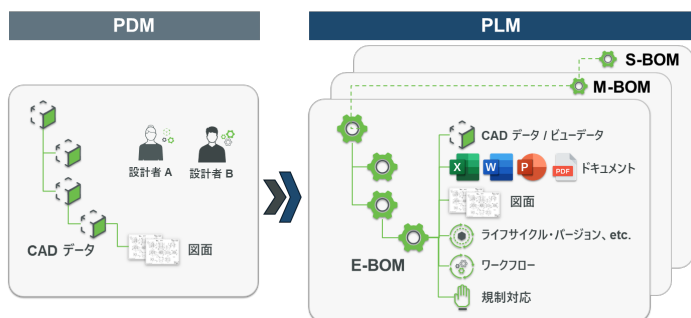 PDM
PLM
設計者 A
設計者 B
CAD データ
図面
S-BOM
M-BOM
E-BOM
CAD データ / ビューデータ
X
W
P
PDF
ドキュメント
図面
ライフサイクル・バージョン、etc.
ワークフロー
規制対応